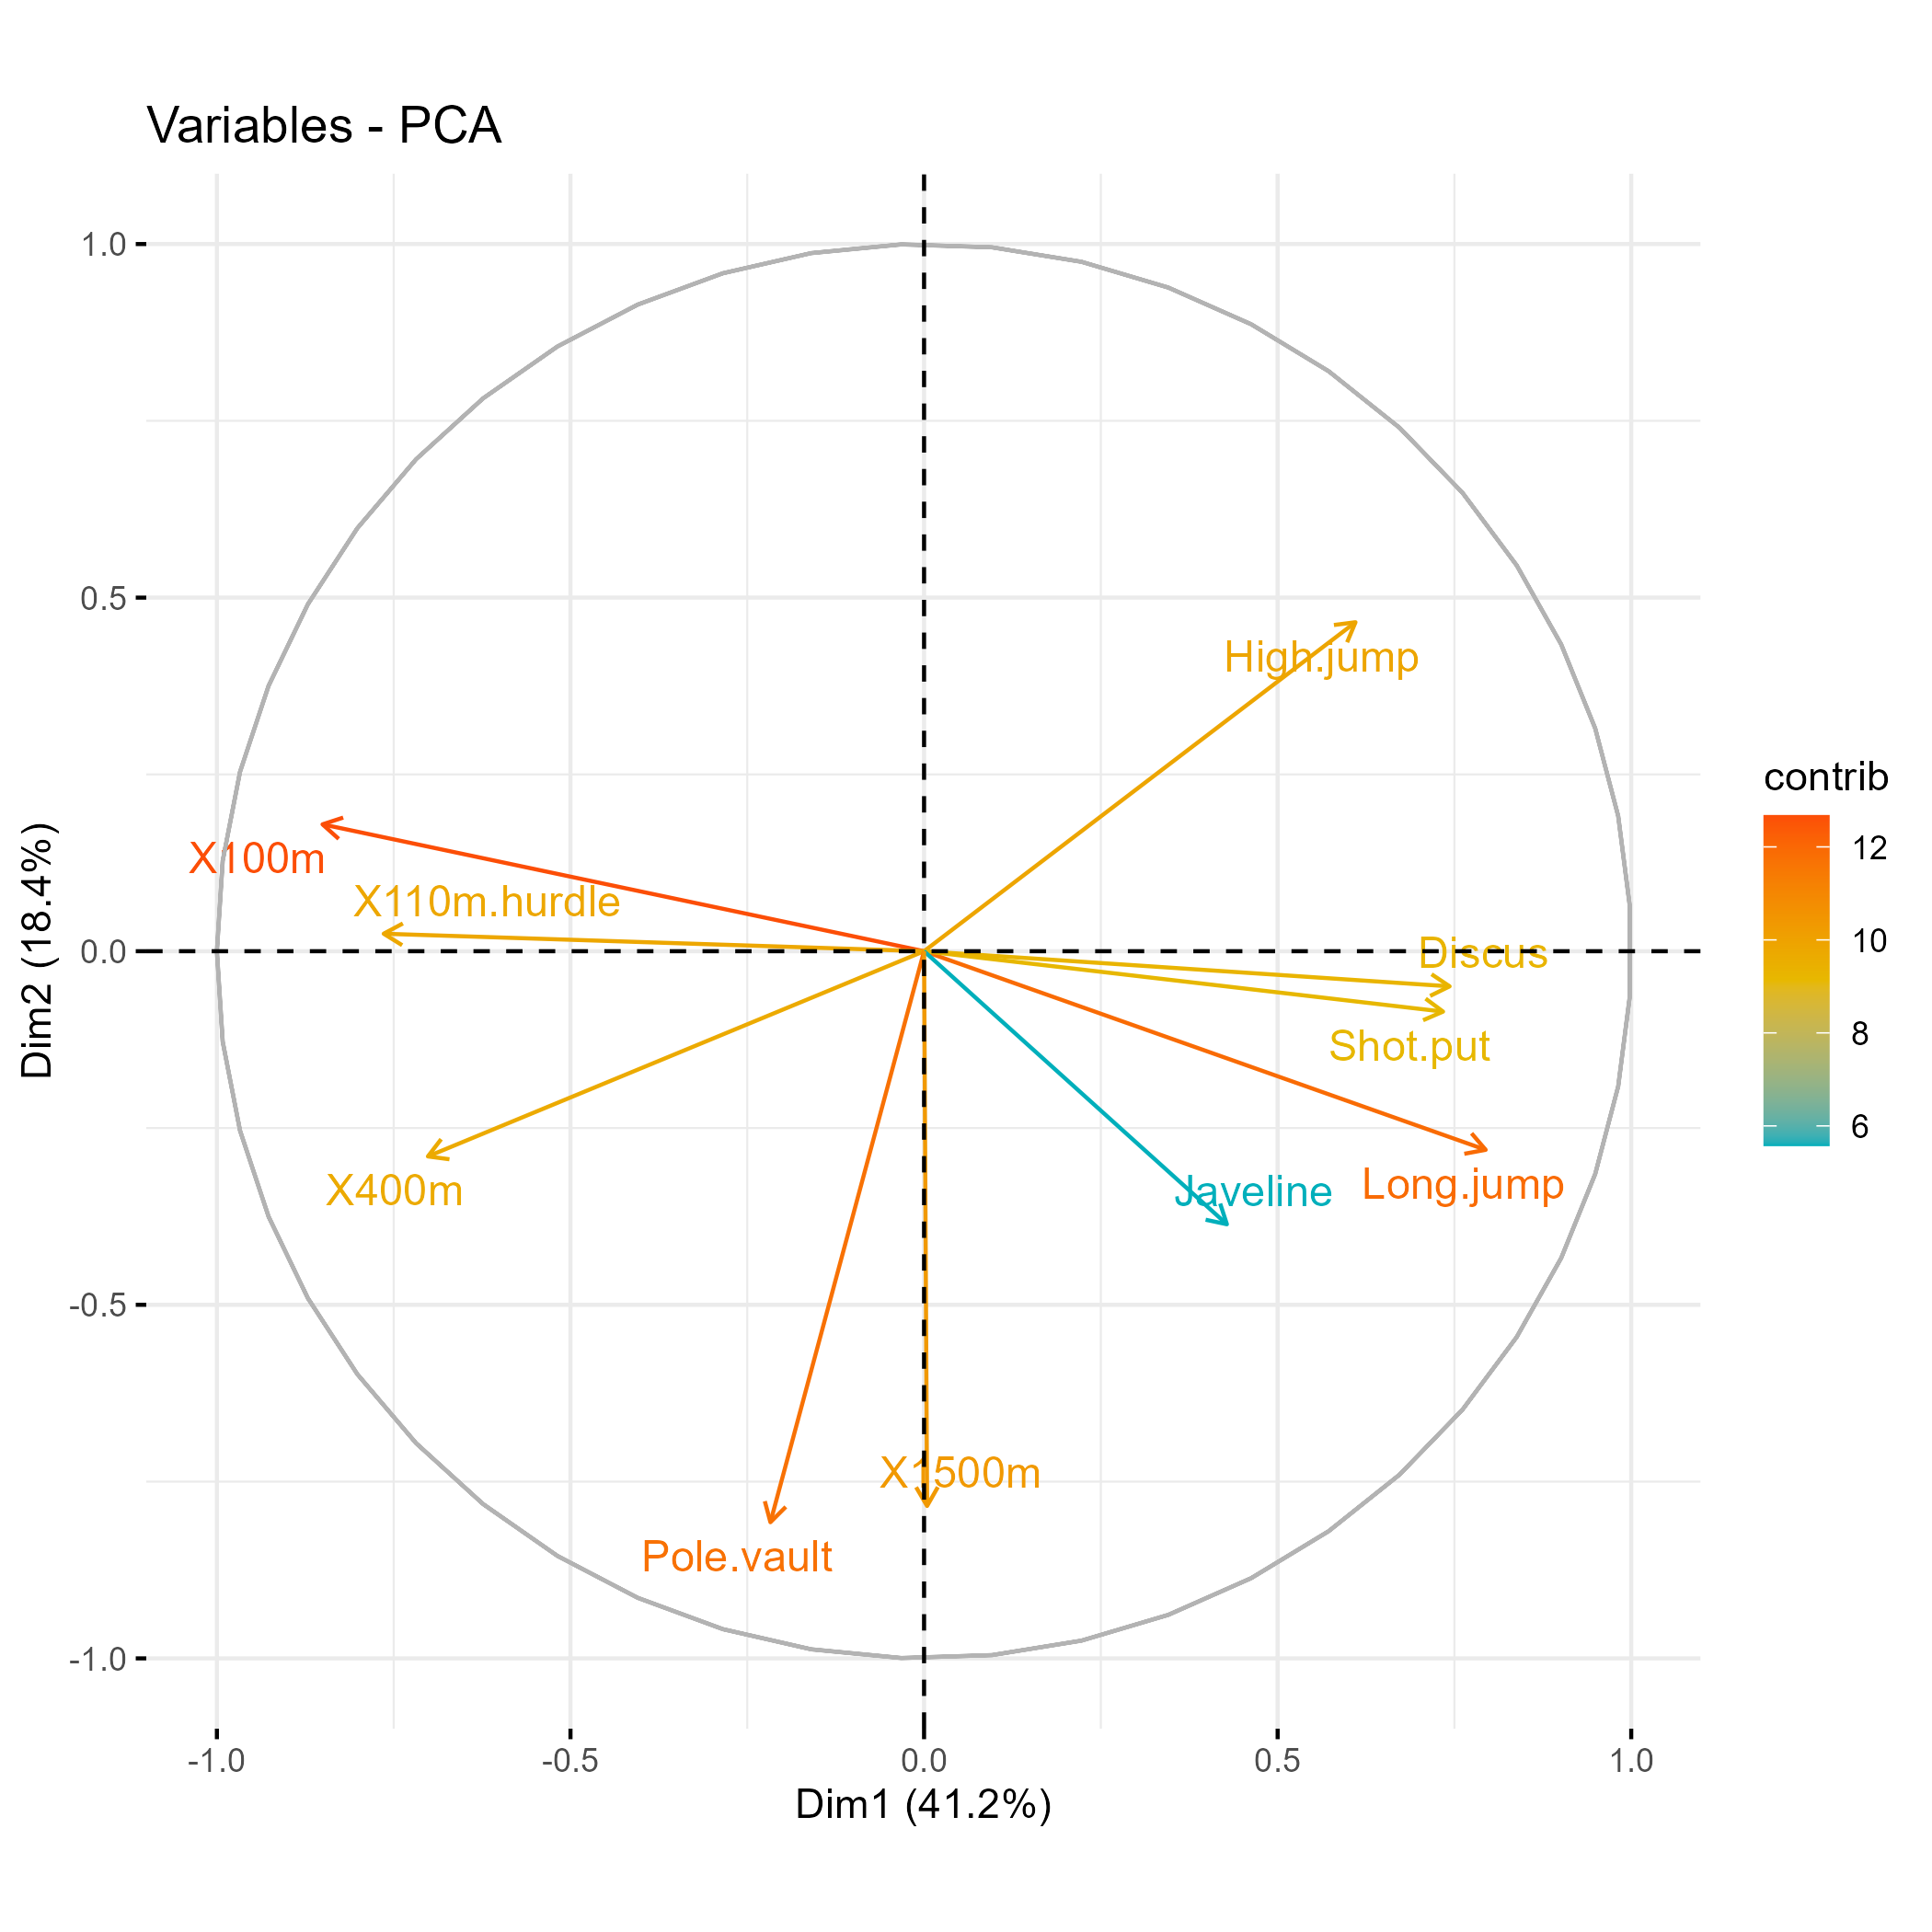 Variables - PCA
1.0
0.5
0.0
-0.5
-1.0
Dim2 (18.4%)
High.jump
X100m
X110m.hurdle
Discus
Shot.put
X400m
Javeline
Long.jump
X1500m
Pole.vault
contrib
12
10
8
6
-1.0
-0.5
0.0
0.5
1.0
Dim1 (41.2%)